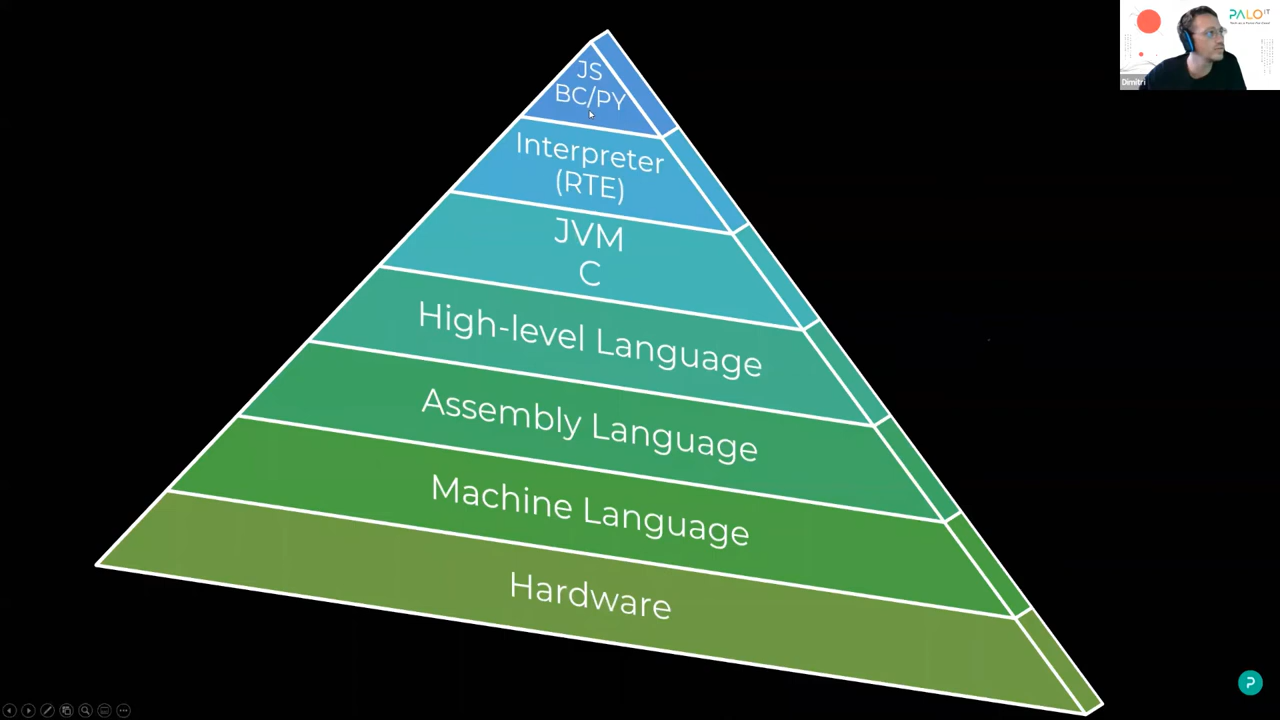 JS
BC/PY
Interpreter
(RTE)
JVM
C
High-level Language
Assembly Language
Machine Language
Hardware
PALO IT
Dimitri